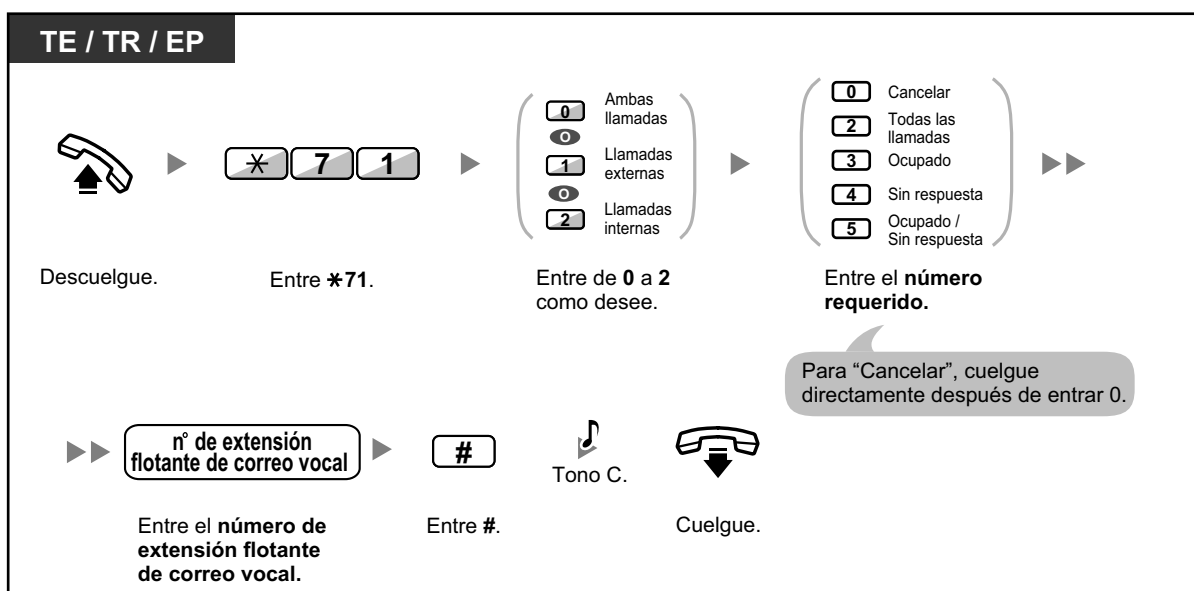 TE / TR / EP
Descuelgue.
* 7 1
Entre *71.
0 Ambas
llamadas
O
1 Llamadas
externas
O
2 Llamadas
internas
Entre de 0 a 2
como desee.
0 Cancelar
2 Todas las
llamadas
3 Ocupado
4 Sin respuesta
5 Ocupado /
Sin respuesta
Entre el número
requerido.
Para “Cancelar”, cuelgue
directamente después de entrar 0.
n° de extensión
flotante de correo vocal
Entre el número de
extensión flotante
de correo vocal.
#
Entre #.
Tono C.
Cuelgue.